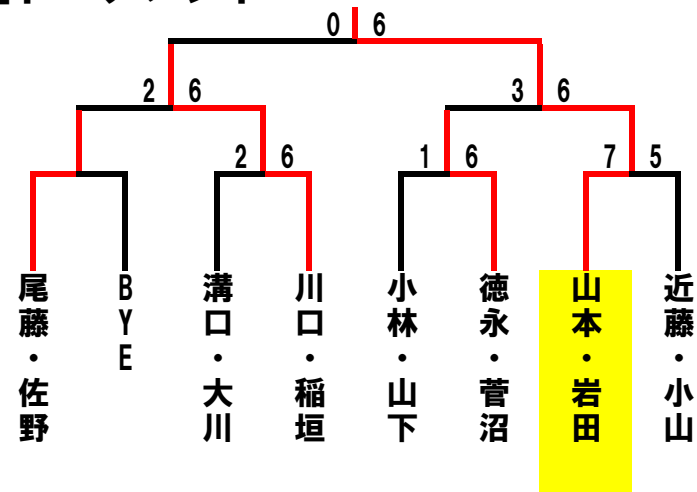 0 6
2 6
3 6
2 6
1 6
7 5
尾藤・佐野
BYE
溝口・大川
川口・稲垣
小林・山下
徳永・菅沼
山本・岩田
近藤・小山